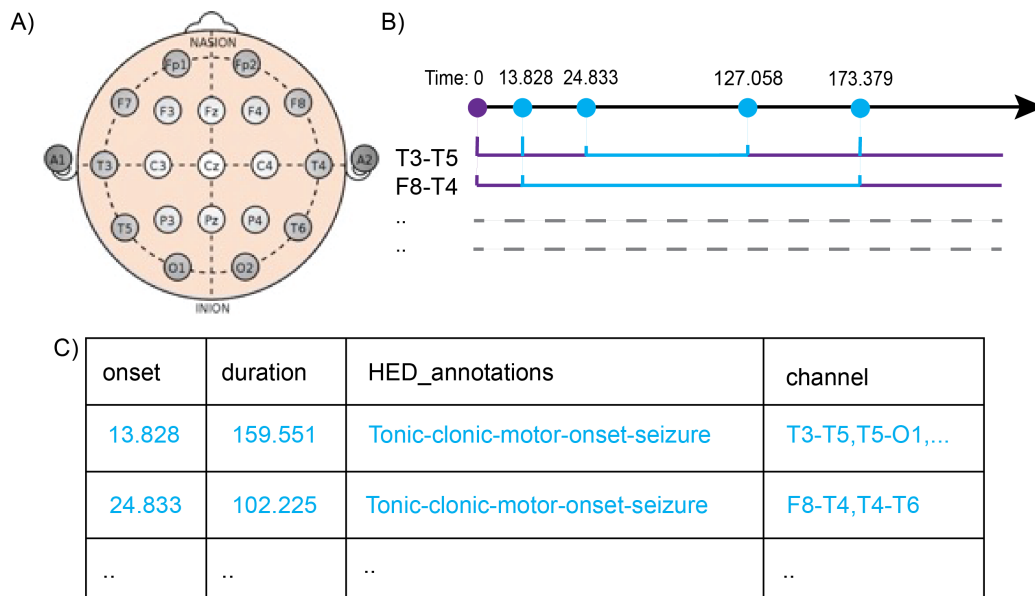 A)
NASION
Fp1 Fp2
F7 F3 Fz F4 F8
A1 T3 C3 Cz C4 T4 A2
T5 P3 Pz P4 T6
O1 O2
INION
B)
Time: 0 13.828 24.833 127.058 173.379
T3-T5
F8-T4
..
..
C)
onset duration HED_annotations channel
13.828 159.551 Tonic-clonic-motor-onset-seizure T3-T5,T5-O1,...
24.833 102.225 Tonic-clonic-motor-onset-seizure F8-T4,T4-T6
.. .. .. ..